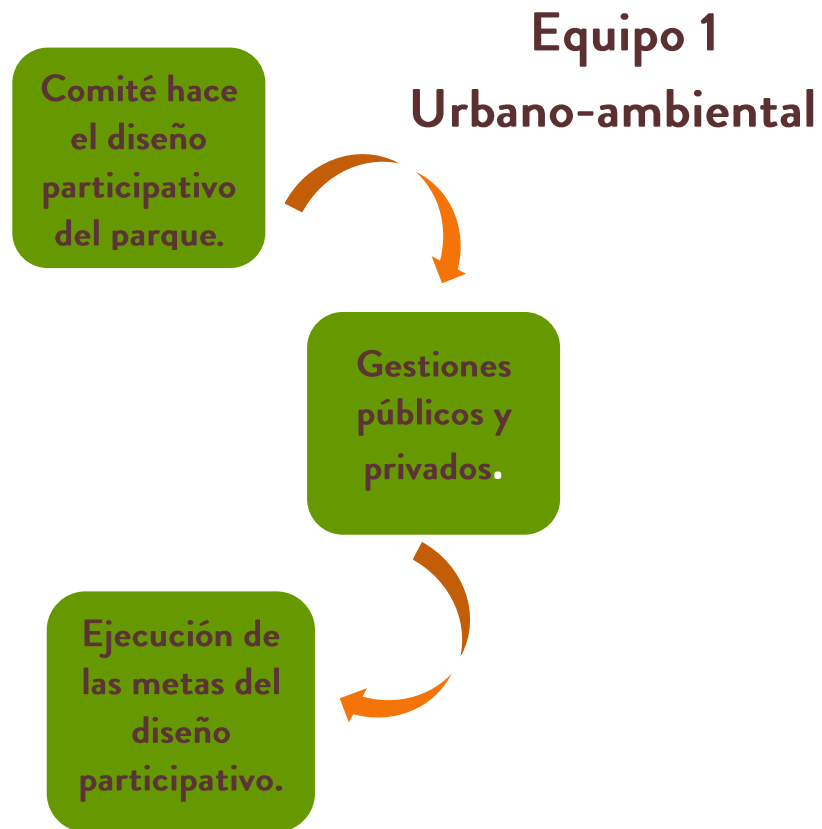 Equipo 1
Urbano-ambiental
Comité hace
el diseño
participativo
del parque.
Gestiones
públicos y
privados.
Ejecución de
las metas del
diseño
participativo.